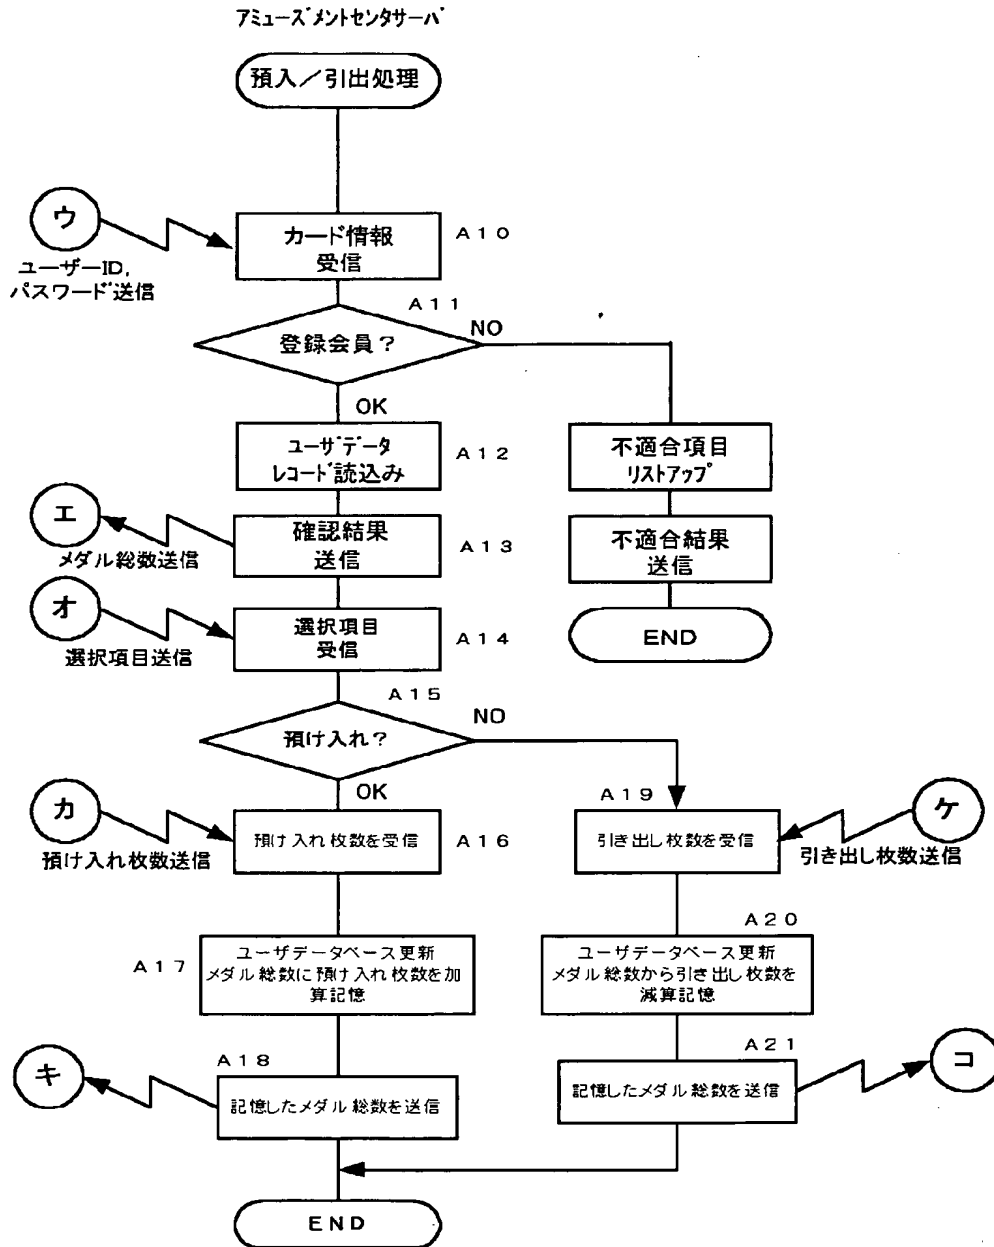 アミューズメントセンタサーバ
預入／引出処理
ウ
ユーザーID,
パスワード送信
カード情報
受信
A10
A11
登録会員？
NO
OK
ユーザデータ
レコード読込み
A12
不適合項目
リストアップ
エ
メダル総数送信
確認結果
送信
A13
不適合結果
送信
オ
選択項目送信
選択項目
受信
A14
END
A15
預け入れ？
NO
OK
カ
預け入れ枚数送信
預け入れ枚数を受信
A16
A19
引き出し枚数を受信
ケ
引き出し枚数送信
A17
ユーザデータベース更新
メダル総数に預け入れ枚数を加
算記憶
A20
ユーザデータベース更新
メダル総数から引き出し枚数を
減算記憶
キ
A18
記憶したメダル総数を送信
A21
記憶したメダル総数を送信
コ
END